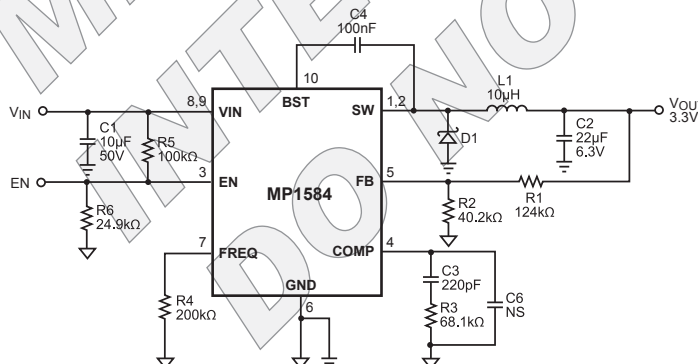 C4
100nF
10
BST
L1
10µH
VIN
8,9
VIN
SW
1,2
VOU
3.3V
C1
10µF
50V
R5
100kΩ
D1
C2
22µF
6.3V
EN
3
EN
MP1584
FB
5
R1
124kΩ
R6
24.9kΩ
R2
40.2kΩ
7
FREQ
COMP
4
C3
220pF
C6
NS
R4
200kΩ
GND
6
R3
68.1kΩ
DO NO